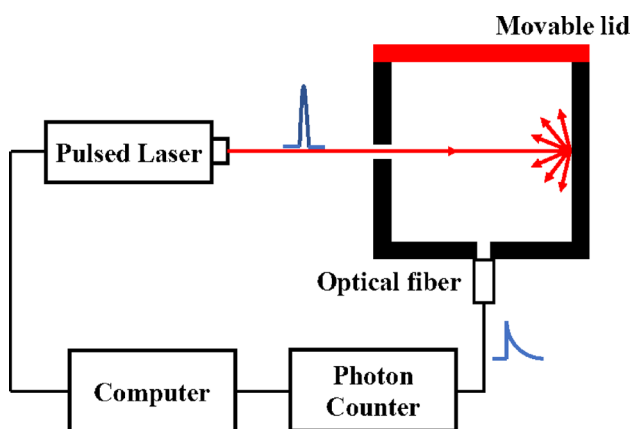 Movable lid
Pulsed Laser
Optical fiber
Computer
Photon
Counter